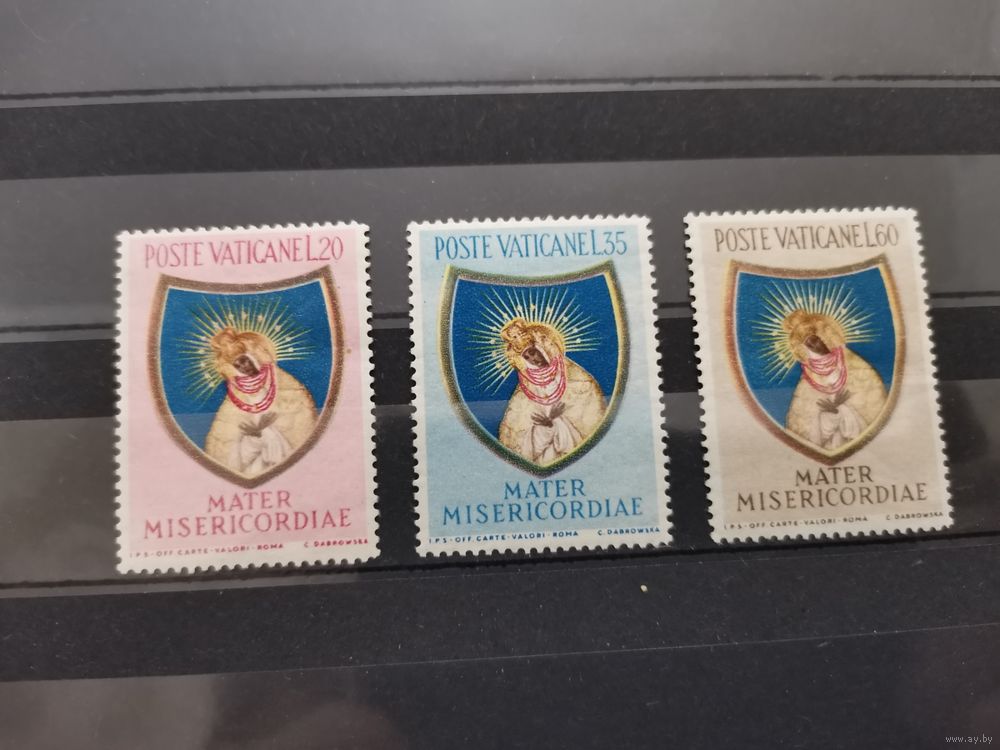 POSTE VATICANE L.20
MATER
MISERICORDIAE
I.P.S - OFF. CARTE - VALORI - ROMA C. DABROWSKA
POSTE VATICANE L.35
MATER
MISERICORDIAE
I.P.S - OFF. CARTE - VALORI - ROMA C. DABROWSKA
POSTE VATICANE L.60
MATER
MISERICORDIAE
I.P.S - OFF. CARTE - VALORI - ROMA C. DABROWSKA
www.ay.by